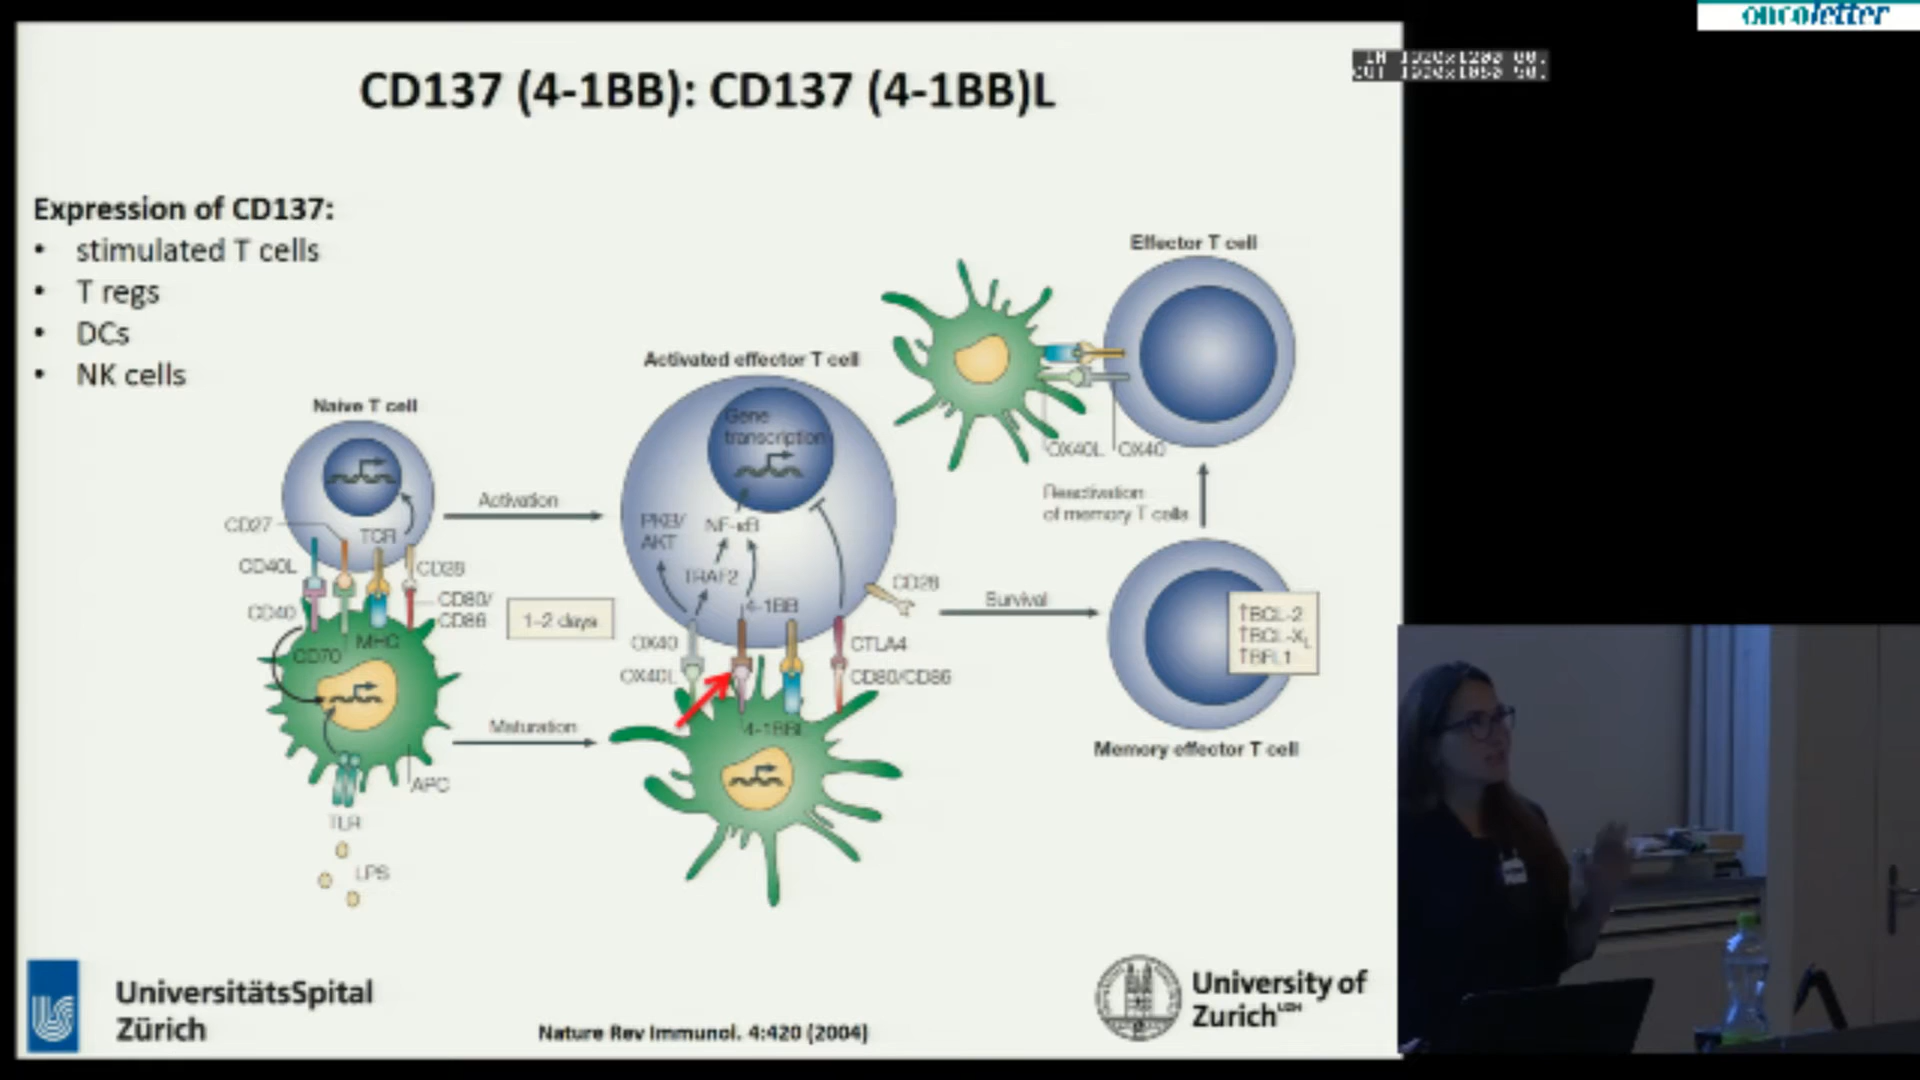 oncoletter
CD137 (4-1BB): CD137 (4-1BB)L
Expression of CD137:
• stimulated T cells
• T regs
• DCs
• NK cells
Naive T cell
CD27
TCR
CD40L
CD28
CD40
CD80/
CD86
MHC
CD70
APC
TLR
LPS
Activation
1–2 days
Maturation
Activated effector T cell
Gene
transcription
PKB/
AKT
NF-κB
TRAF2
4-1BB
CD28
OX40
CTLA4
OX40L
CD80/CD86
4-1BBL
Survival
Effector T cell
OX40L
OX40
Reactivation
of memory T cells
↑BCL-2
↑BCL-XL
↑BFL1
Memory effector T cell
UniversitätsSpital
Zürich
Nature Rev Immunol. 4:420 (2004)
University of
Zurich